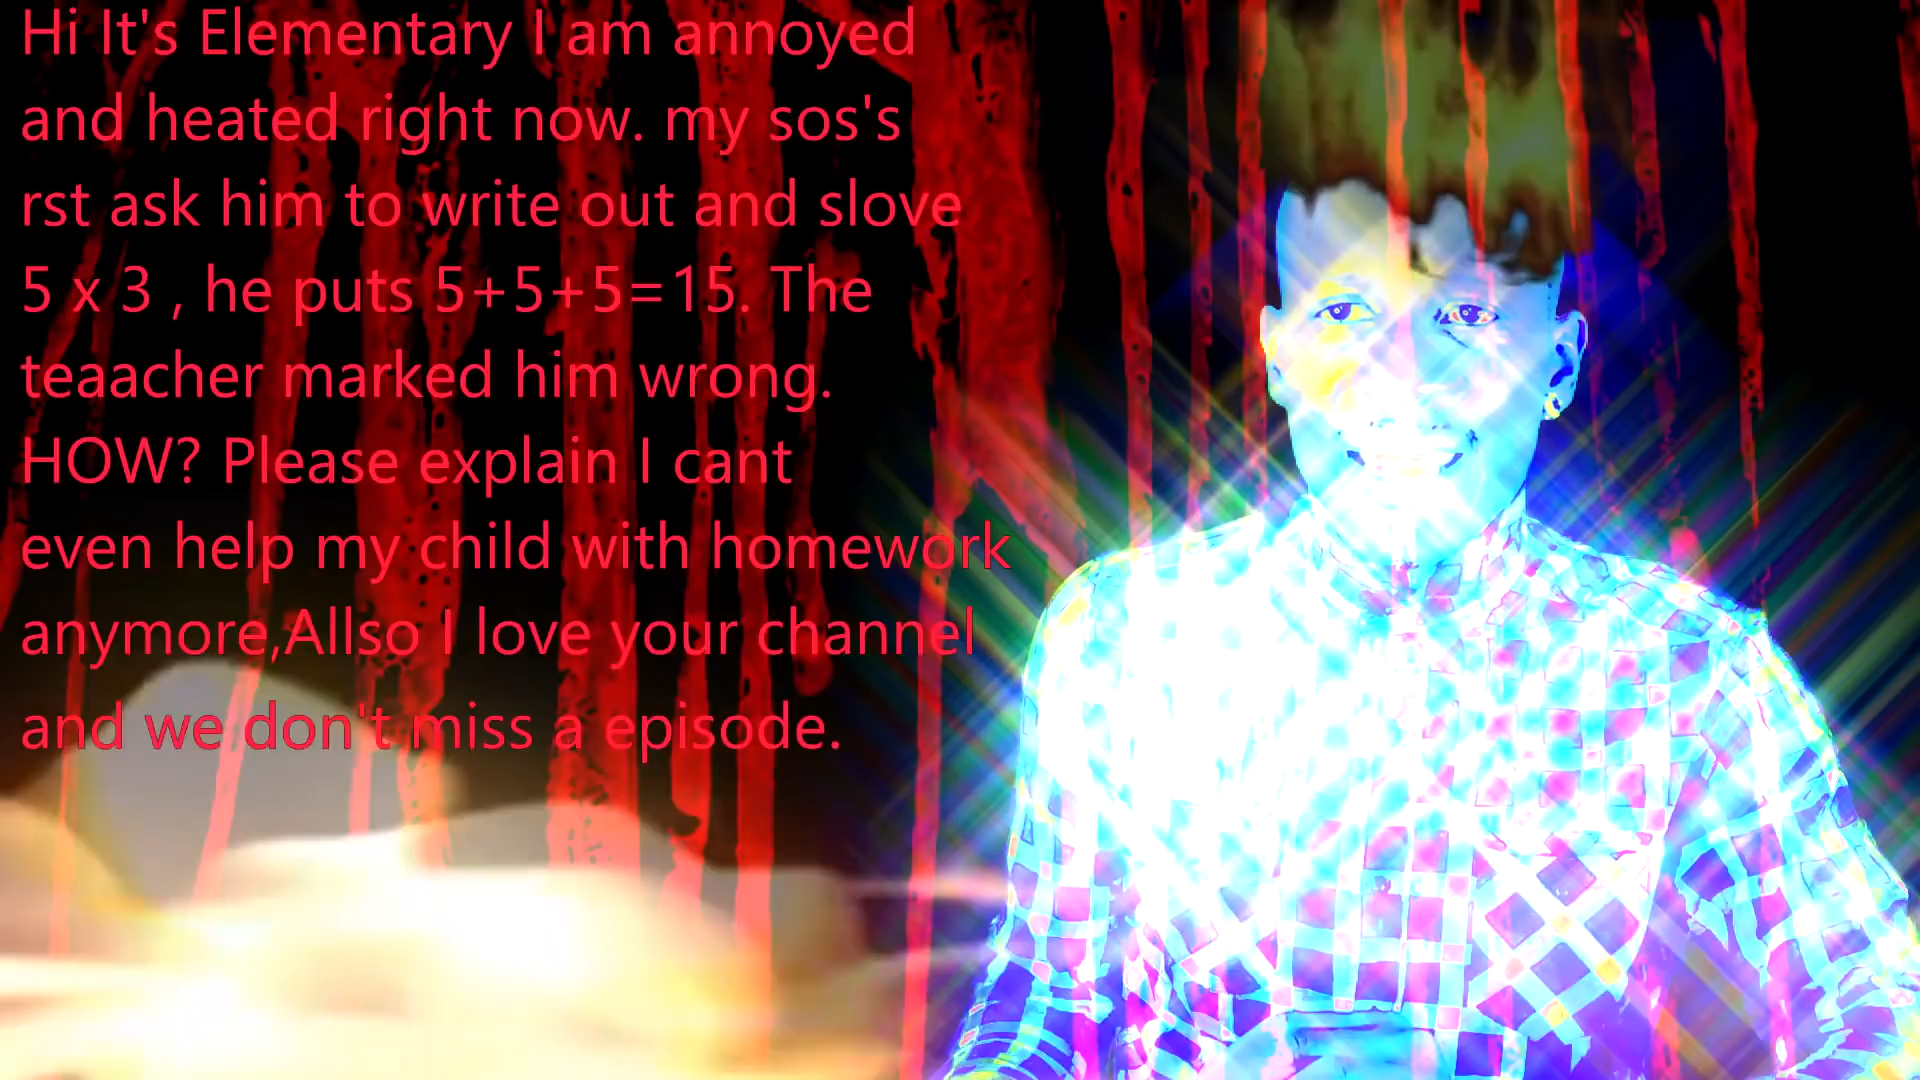 Hi It's Elementary I am annoyed
and heated right now. my sos's
rst ask him to write out and slove
5 x 3 , he puts 5+5+5=15. The
teaacher marked him wrong.
HOW? Please explain I cant
even help my child with homework
anymore,Allso I love your channel
and we don't miss a episode.